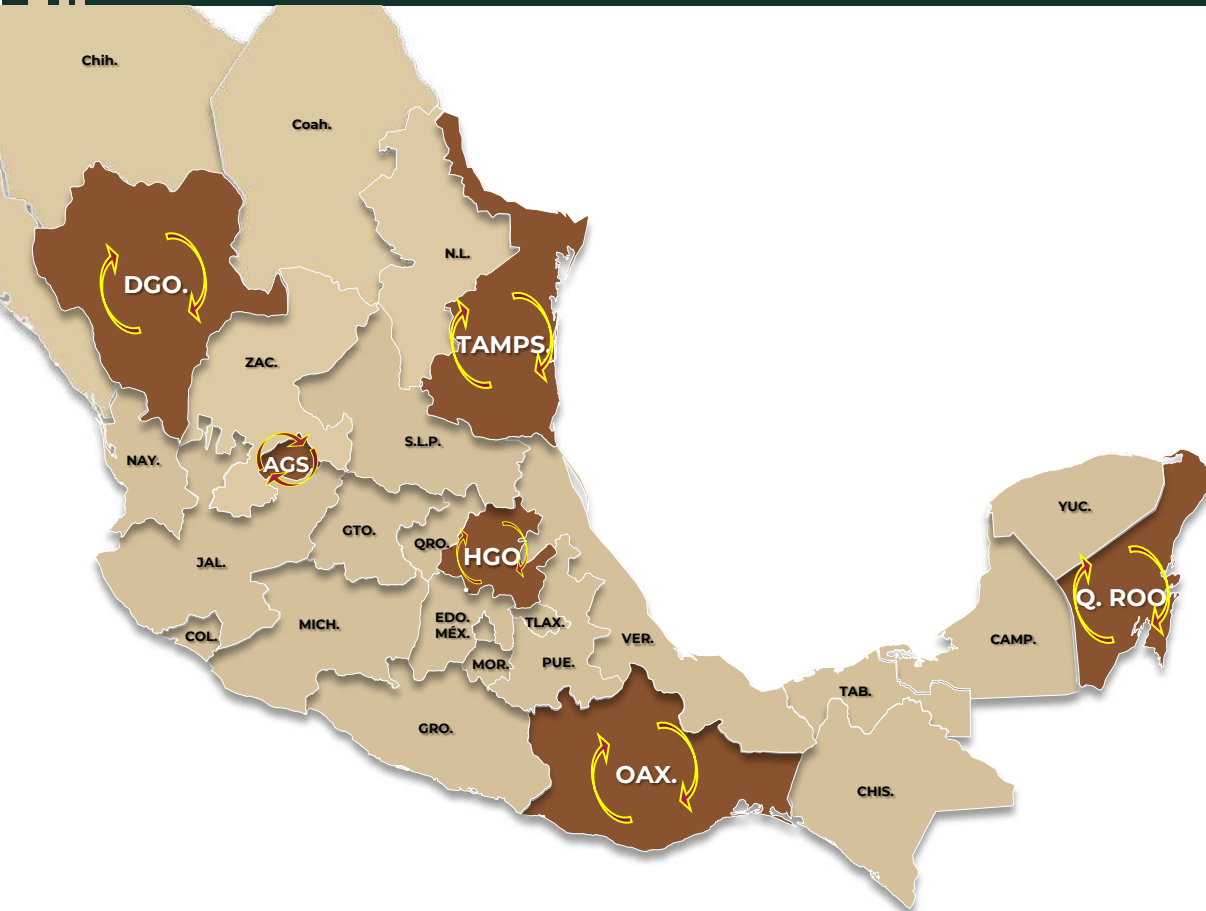 Chih.
Coah.
N.L.
DGO.
TAMPS.
ZAC.
S.L.P.
NAY.
AGS
YUC.
GTO.
QRO.
HGO
JAL.
Q. ROO
EDO.
MÉX.
TLAX.
MICH.
COL.
VER.
CAMP.
MOR.
PUE.
TAB.
GRO.
OAX.
CHIS.